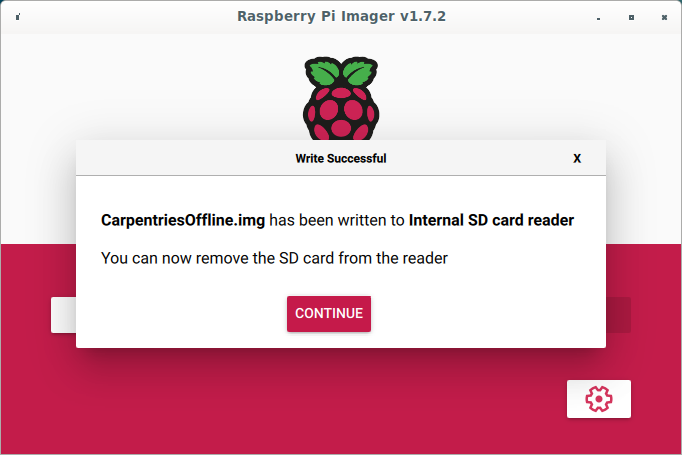 Raspberry Pi Imager v1.7.2
Write Successful
X
CarpentriesOffline.img has been written to Internal SD card reader
You can now remove the SD card from the reader
CONTINUE